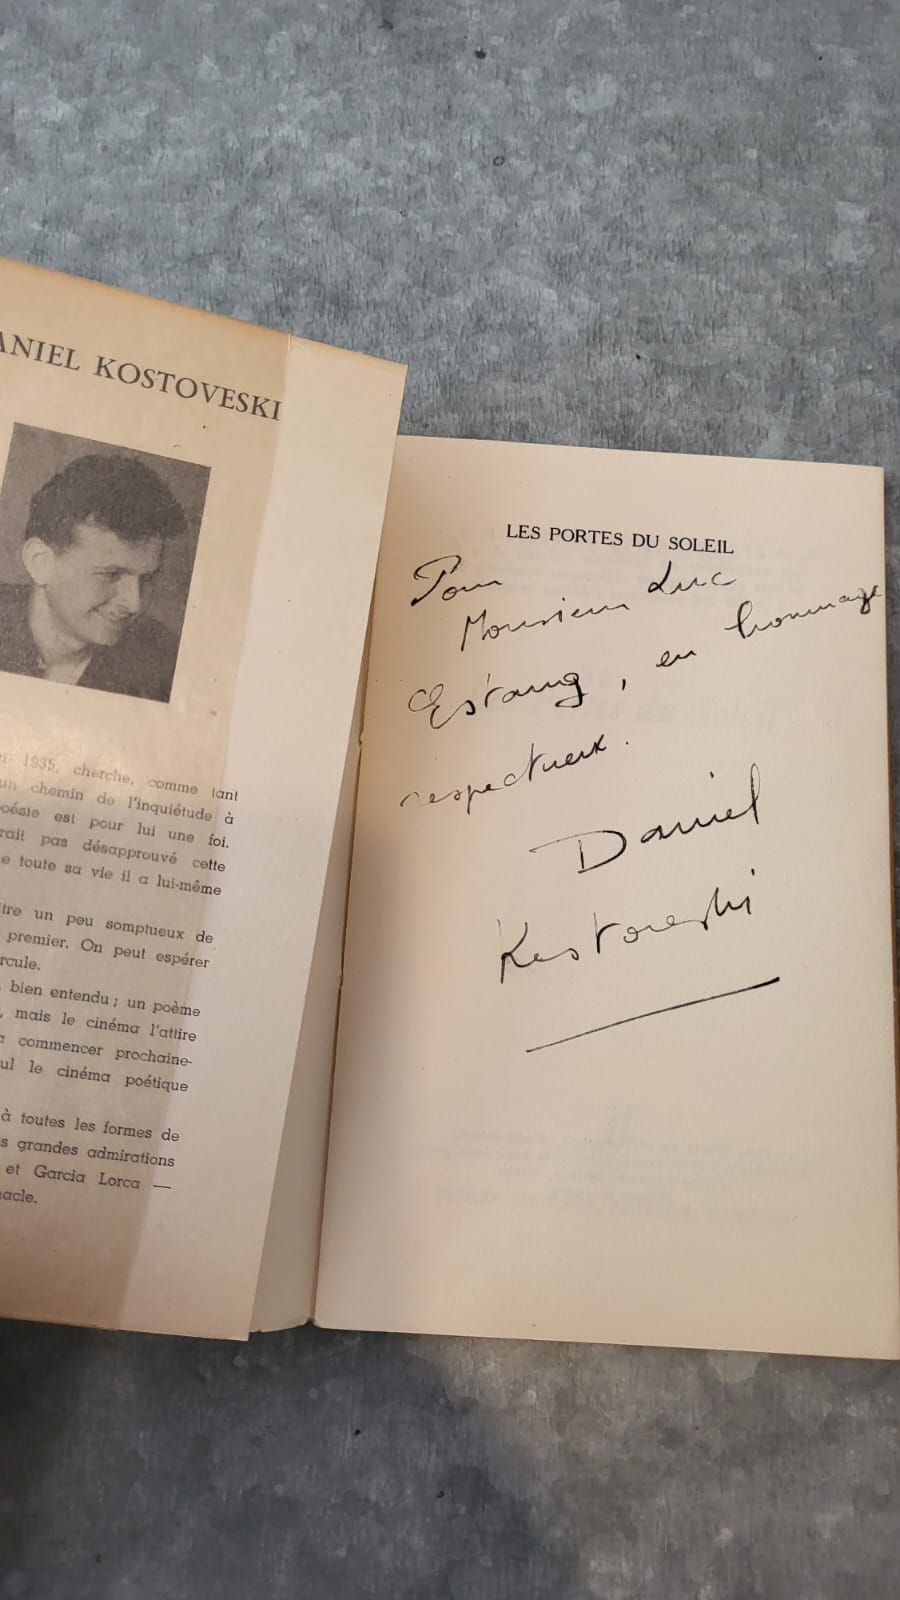 ANIEL KOSTOVESKI
1935, cherche, comme tant
un chemin de l'inquiétude à
oésie est pour lui une foi.
rait pas désapprouvé cette
e toute sa vie il a lui-même
tre un peu somptueux de
premier. On peut espérer
rcule.
bien entendu ; un poème
, mais le cinéma l'attire
commencer prochaine-
ul le cinéma poétique
à toutes les formes de
s grandes admirations
et Garcia Lorca —
acle.
LES PORTES DU SOLEIL
Pour
Monsieur Luc
Estang, en hommage
respectueux.
Daniel
Kostoveski